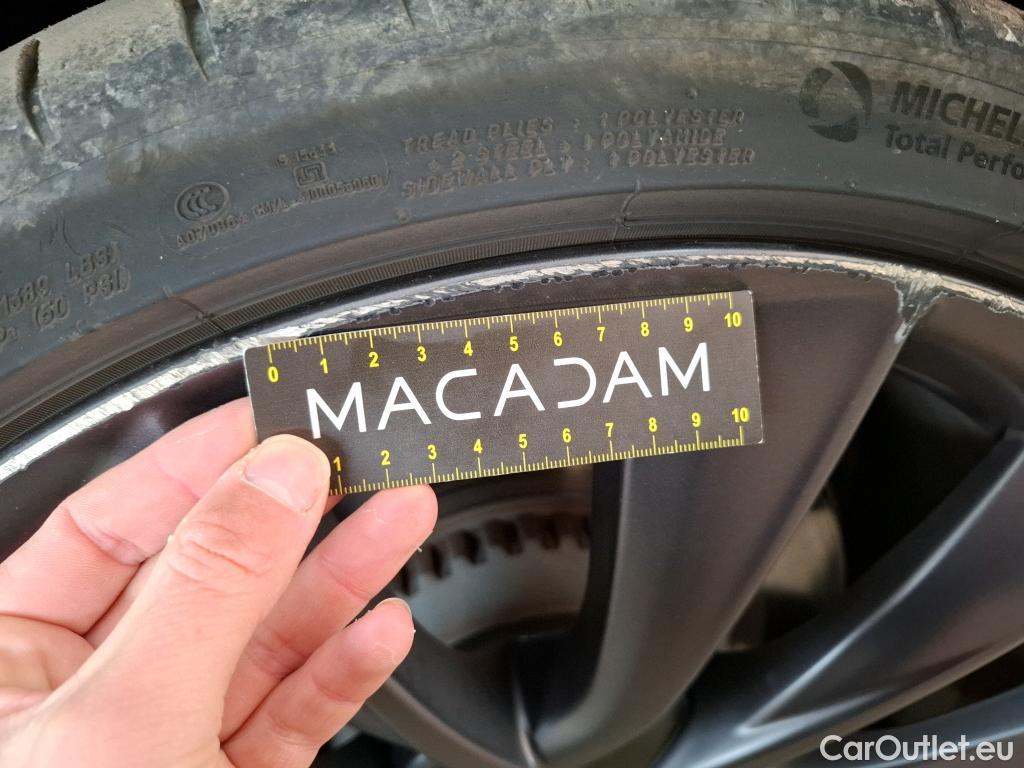 MICHEL
Total Perfo
TREAD PLIES : 1 POLYESTER
+ 2 STEEL + 1 POLYAMIDE
SIDEWALL PLY : 1 POLYESTER
CCC
LBS)
(50 PSI)
0 1 2 3 4 5 6 7 8 9 10
MACADAM
1 2 3 4 5 6 7 8 9 10
CarOutlet.eu